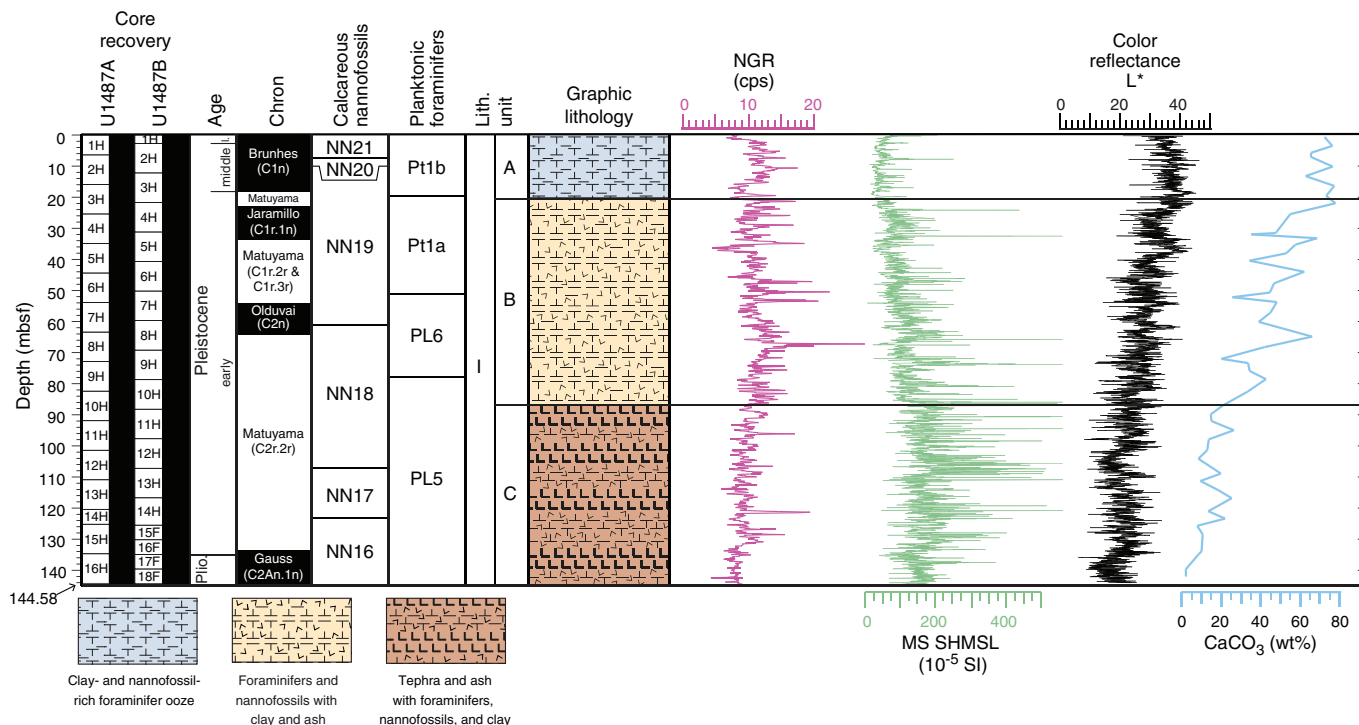 Core
recovery
U1487A
U1487B
Age
Chron
Calcareous
nannofossils
Planktonic
foraminifers
Lith.
unit
Graphic
lithology
NGR
(cps)
0 10 20
Color
reflectance
L*
0 20 40
Depth (mbsf)
0
10
20
30
40
50
60
70
80
90
100
110
120
130
140
144.58
1H
2H
3H
4H
5H
6H
7H
8H
9H
10H
11H
12H
13H
14H
15H
16H
1H
2H
3H
4H
5H
6H
7H
8H
9H
10H
11H
12H
13H
14H
15F
16F
17F
18F
Pleistocene
Plio.
l.
middle
early
Brunhes
(C1n)
Matuyama
Jaramillo
(C1r.1n)
Matuyama
(C1r.2r &
C1r.3r)
Olduvai
(C2n)
Matuyama
(C2r.2r)
Gauss
(C2An.1n)
NN21
NN20
NN19
NN18
NN17
NN16
Pt1b
Pt1a
PL6
PL5
I
A
B
C
0 200 400
MS SHMSL
(10-5 SI)
0 20 40 60 80
CaCO3 (wt%)
Clay- and nannofossil-
rich foraminifer ooze
Foraminifers and
nannofossils with
clay and ash
Tephra and ash
with foraminifers,
nannofossils, and clay